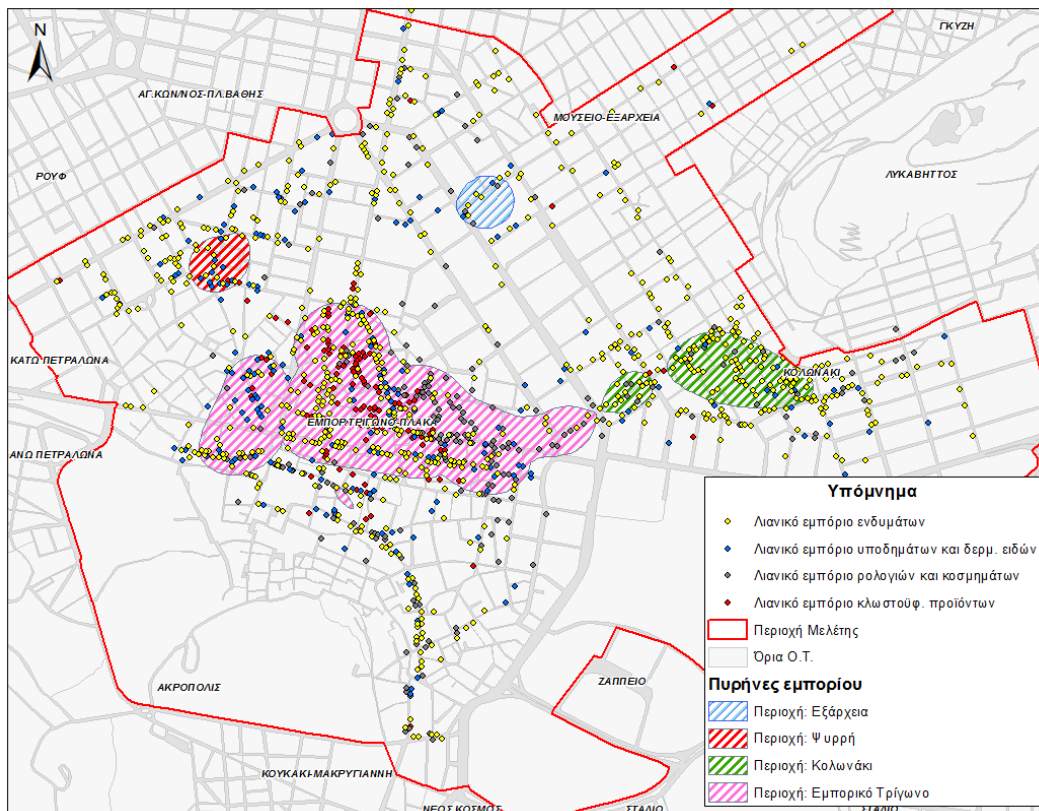 N
ΓΚΥΖΗ
ΑΓ.ΚΩΝ/ΝΟΣ-ΠΛ.ΒΑΘΗΣ
ΜΟΥΣΕΙΟ-ΕΞΑΡΧΕΙΑ
ΡΟΥΦ
ΛΥΚΑΒΗΤΤΟΣ
ΚΑΤΩ ΠΕΤΡΑΛΩΝΑ
ΚΟΛΩΝΑΚΙ
ΕΜΠΟΡ.ΤΡΙΓΩΝΟ-ΠΛΑΚΑ
ΑΝΩ ΠΕΤΡΑΛΩΝΑ
ΑΚΡΟΠΟΛΙΣ
ΖΑΠΠΕΙΟ
ΚΟΥΚΑΚΙ-ΜΑΚΡΥΓΙΑΝΝΗ
ΝΕΟΣ ΚΟΣΜΟΣ
ΣΤΑΔΙΟ
ΣΤΑΔΙΟ
Υπόμνημα
Λιανικό εμπόριο ενδυμάτων
Λιανικό εμπόριο υποδημάτων και δερμ. ειδών
Λιανικό εμπόριο ρολογιών και κοσμημάτων
Λιανικό εμπόριο κλωστοϋφ. προϊόντων
Περιοχή Μελέτης
Όρια Ο.Τ.
Πυρήνες εμπορίου
Περιοχή: Εξάρχεια
Περιοχή: Ψυρρή
Περιοχή: Κολωνάκι
Περιοχή: Εμπορικό Τρίγωνο